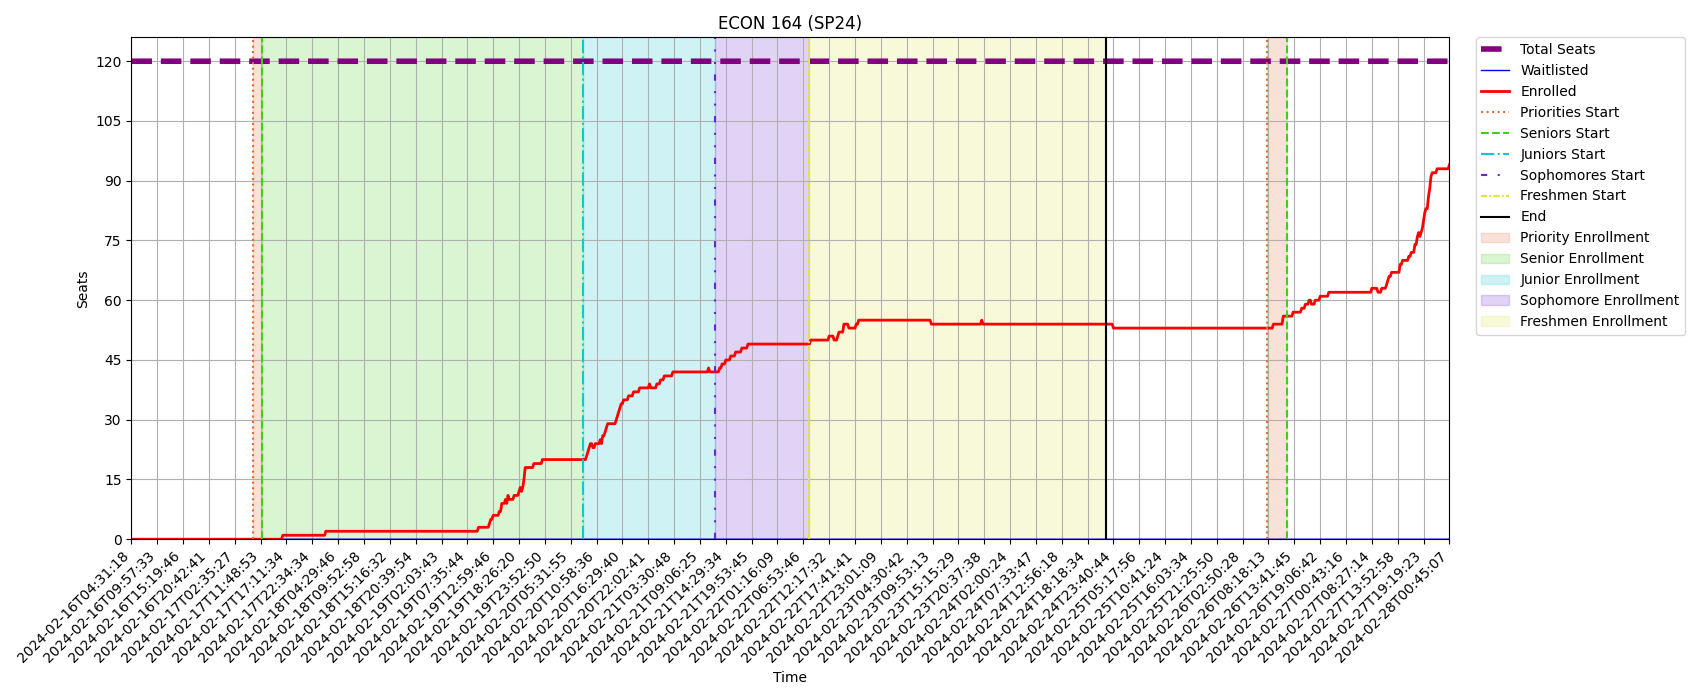 ECON 164 (SP24)
Total Seats
Waitlisted
Enrolled
Priorities Start
Seniors Start
Juniors Start
Sophomores Start
Freshmen Start
End
Priority Enrollment
Senior Enrollment
Junior Enrollment
Sophomore Enrollment
Freshmen Enrollment
Seats
120
105
90
75
60
45
30
15
0
2024-02-16T04:31:18
2024-02-16T09:57:33
2024-02-16T15:19:46
2024-02-16T20:42:41
2024-02-17T02:35:27
2024-02-17T11:48:53
2024-02-17T17:11:34
2024-02-17T22:34:34
2024-02-18T04:29:46
2024-02-18T09:52:58
2024-02-18T15:16:32
2024-02-18T20:39:54
2024-02-19T02:03:43
2024-02-19T07:35:44
2024-02-19T12:59:46
2024-02-19T18:26:20
2024-02-19T23:52:50
2024-02-20T05:31:55
2024-02-20T10:58:36
2024-02-20T16:29:40
2024-02-20T22:02:41
2024-02-21T03:30:48
2024-02-21T09:06:25
2024-02-21T14:29:34
2024-02-21T19:53:45
2024-02-22T01:16:09
2024-02-22T06:53:46
2024-02-22T12:17:32
2024-02-22T17:41:41
2024-02-22T23:01:09
2024-02-23T04:30:42
2024-02-23T09:53:13
2024-02-23T15:15:29
2024-02-23T20:37:38
2024-02-24T02:00:24
2024-02-24T07:33:47
2024-02-24T12:56:18
2024-02-24T18:18:34
2024-02-24T23:40:44
2024-02-25T05:17:56
2024-02-25T10:41:24
2024-02-25T16:03:34
2024-02-25T21:25:50
2024-02-26T02:50:28
2024-02-26T08:18:13
2024-02-26T13:41:45
2024-02-26T19:06:42
2024-02-27T00:43:16
2024-02-27T08:27:14
2024-02-27T13:52:58
2024-02-27T19:19:23
2024-02-28T00:45:07
Time